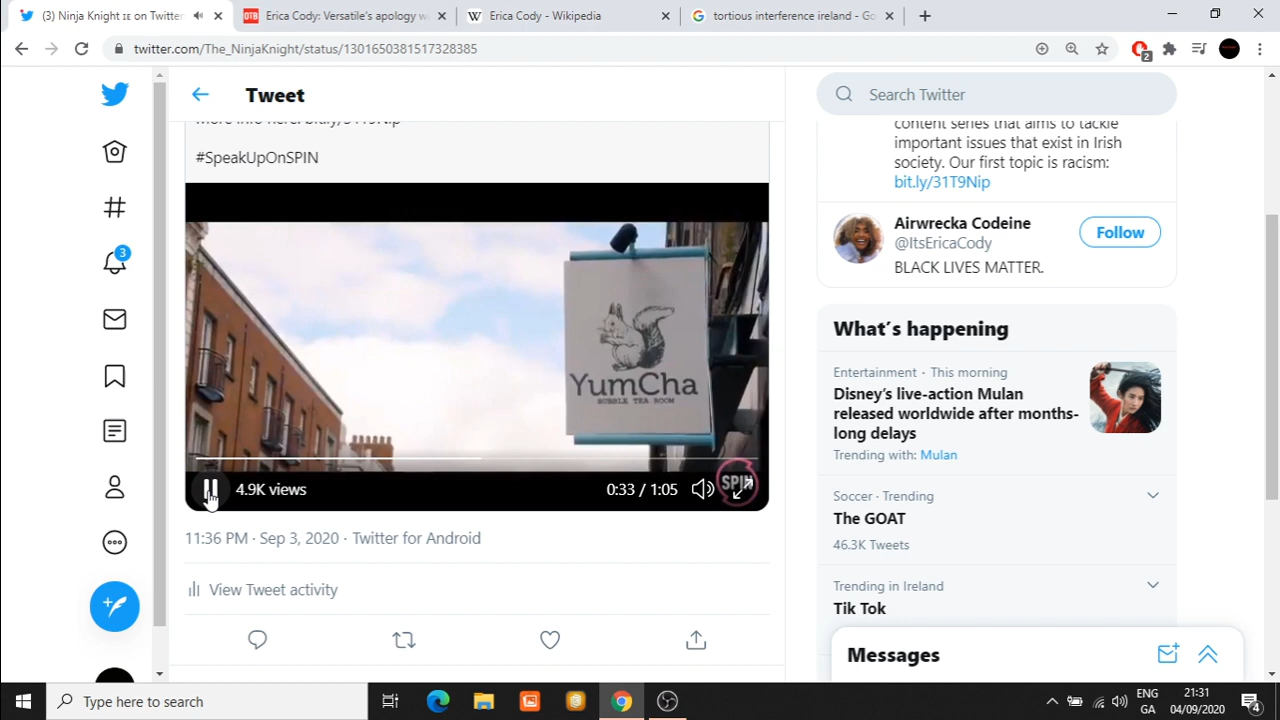 (3) Ninja Knight ɪᴇ on Twitter
Erica Cody: Versatile's apology w
Erica Cody - Wikipedia
tortious interference ireland - Go
twitter.com/The_NinjaKnight/status/1301650381517328385
2
Tweet
Search Twitter
#SpeakUpOnSPIN
YumCha
BUBBLE TEA ROOM
SPIN
4.9K views
0:33 / 1:05
11:36 PM · Sep 3, 2020 · Twitter for Android
View Tweet activity
3
content series that aims to tackle
important issues that exist in Irish
society. Our first topic is racism:
bit.ly/31T9Nip
Airwrecka Codeine
@ItsEricaCody
BLACK LIVES MATTER.
Follow
What's happening
Entertainment · This morning
Disney's live-action Mulan
released worldwide after months-
long delays
Trending with: Mulan
Soccer · Trending
The GOAT
46.3K Tweets
Trending in Ireland
Tik Tok
Messages
Type here to search
ENG
GA
21:31
04/09/2020
4